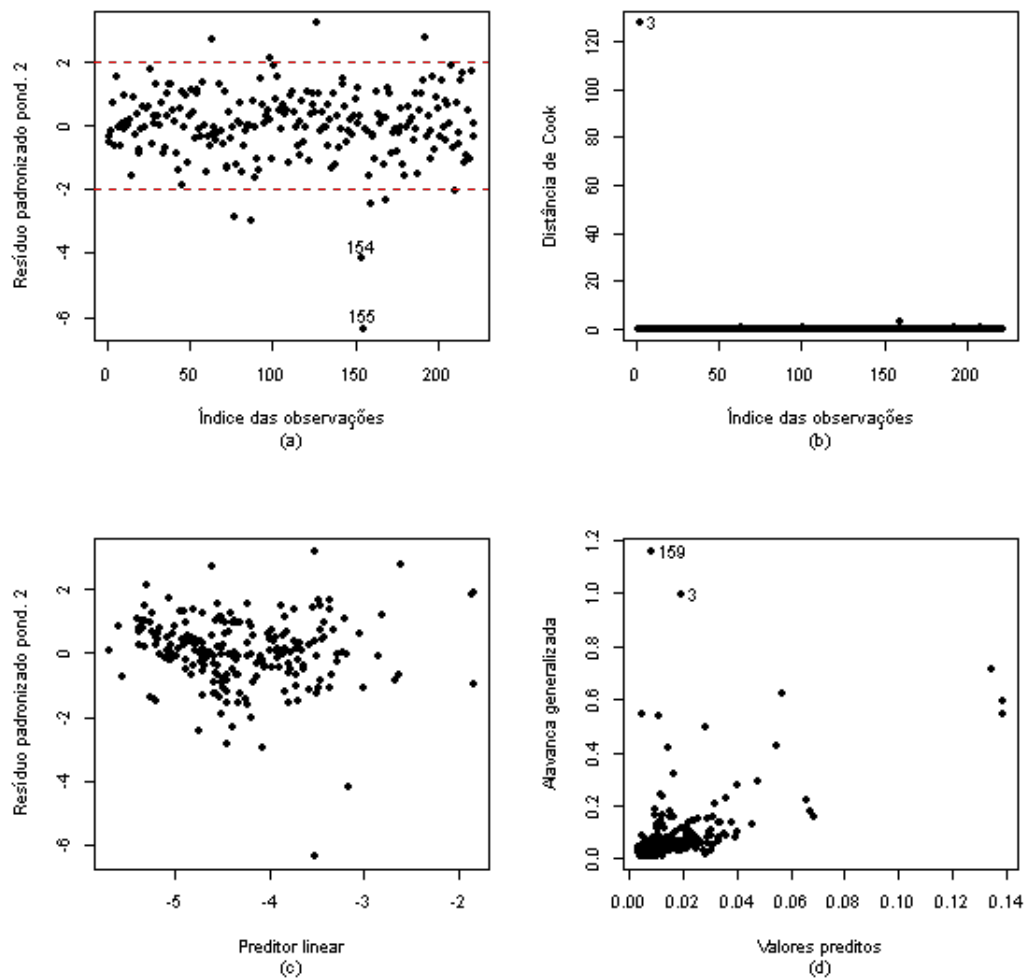 Resíduo padronizado pond. 2
2
0
-2
-4
-6
154
155
0 50 100 150 200
Índice das observações
(a)
Distância de Cook
120
100
80
60
40
20
0
3
0 50 100 150 200
Índice das observações
(b)
Resíduo padronizado pond. 2
2
0
-2
-4
-6
-5 -4 -3 -2
Preditor linear
(c)
Alavanca generalizada
1.2
1.0
0.8
0.6
0.4
0.2
0.0
159
3
0.00 0.02 0.04 0.06 0.08 0.10 0.12 0.14
Valores preditos
(d)